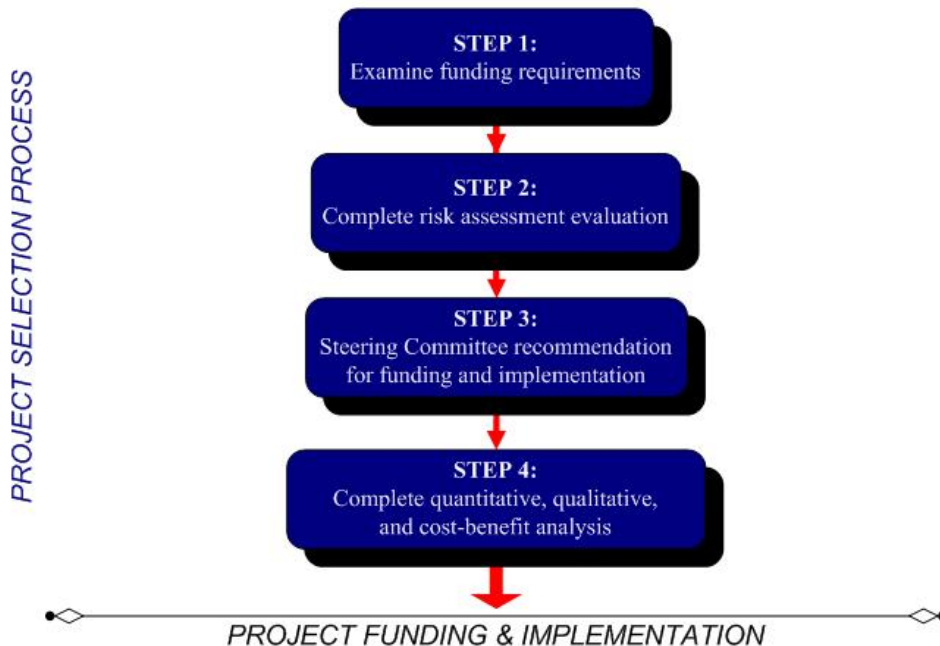 PROJECT SELECTION PROCESS
STEP 1:
Examine funding requirements
STEP 2:
Complete risk assessment evaluation
STEP 3:
Steering Committee recommendation
for funding and implementation
STEP 4:
Complete quantitative, qualitative,
and cost-benefit analysis
PROJECT FUNDING & IMPLEMENTATION